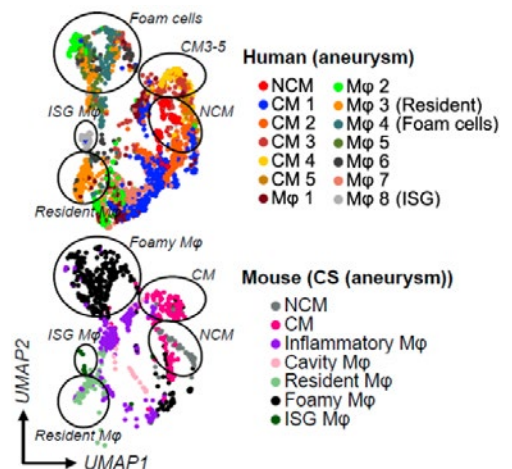 Foam cells
CM3-5
ISG Mφ
NCM
Resident Mφ
Human (aneurysm)
NCM
CM 1
CM 2
CM 3
CM 4
CM 5
Mφ 1
Mφ 2
Mφ 3 (Resident)
Mφ 4 (Foam cells)
Mφ 5
Mφ 6
Mφ 7
Mφ 8 (ISG)
Foamy Mφ
CM
ISG Mφ
NCM
Resident Mφ
UMAP2
UMAP1
Mouse (CS (aneurysm))
NCM
CM
Inflammatory Mφ
Cavity Mφ
Resident Mφ
Foamy Mφ
ISG Mφ